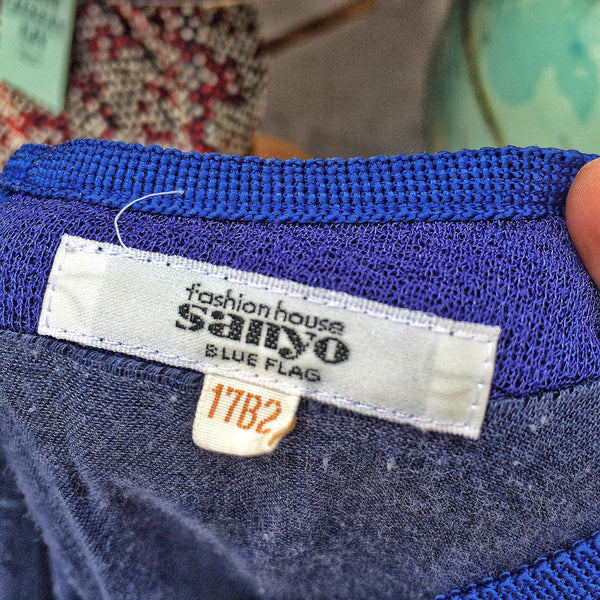 fashion house
sanyo
BLUE FLAG
17B2